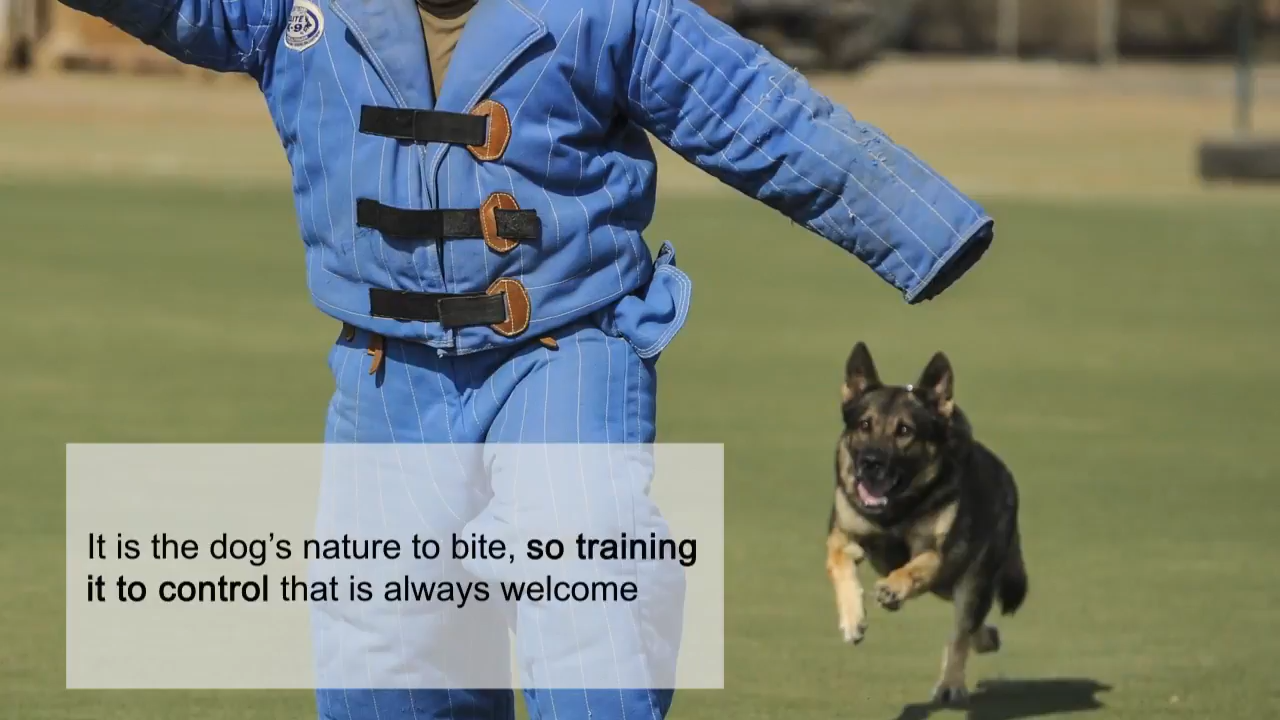 It is the dog's nature to bite, so training
it to control that is always welcome